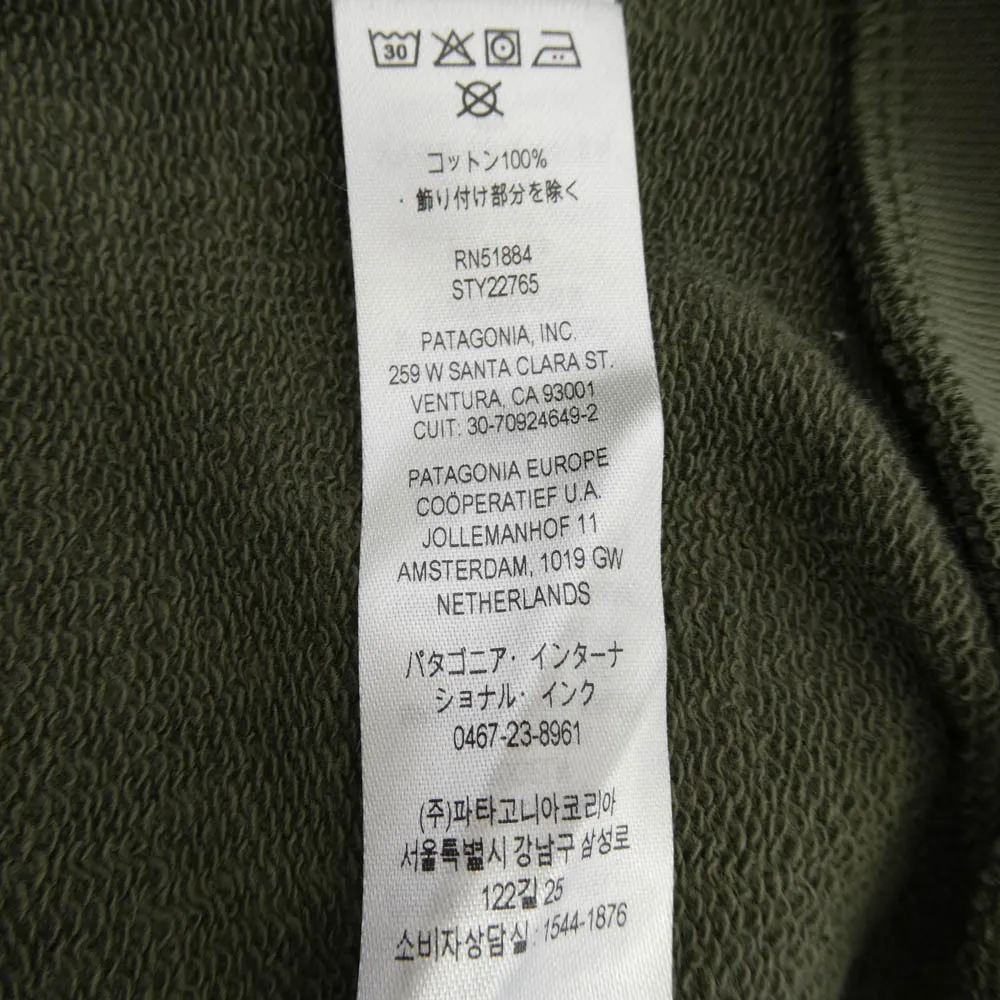 30
コットン100%
・飾り付け部分を除く
RN51884
STY22765
PATAGONIA, INC.
259 W SANTA CLARA ST.
VENTURA, CA 93001
CUIT: 30-70924649-2
PATAGONIA EUROPE
COÖPERATIEF U.A.
JOLLEMANHOF 11
AMSTERDAM, 1019 GW
NETHERLANDS
パタゴニア・インターナ
ショナル・インク
0467-23-8961
(주)파타고니아코리아
서울특별시 강남구 삼성로
122길 25
소비자상담실: 1544-1876